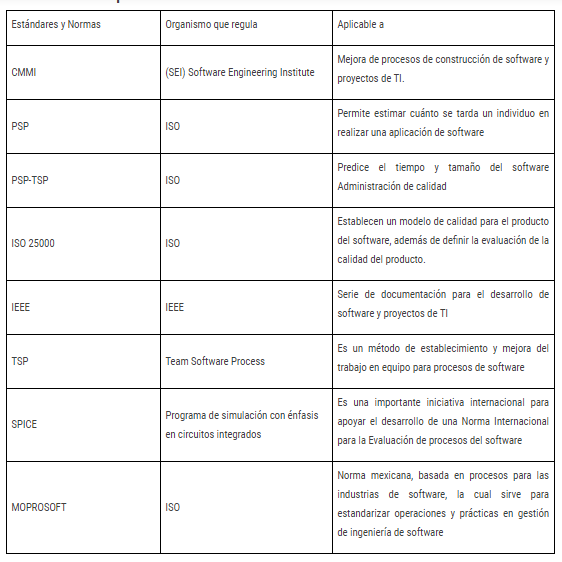 Estándares y Normas
Organismo que regula
Aplicable a
CMMI
(SEI) Software Engineering Institute
Mejora de procesos de construcción de software y
proyectos de TI.
PSP
ISO
Permite estimar cuánto se tarda un individuo en
realizar una aplicación de software
PSP-TSP
ISO
Predice el tiempo y tamaño del software
Administración de calidad
ISO 25000
ISO
Establecen un modelo de calidad para el producto
del software, además de definir la evaluación de la
calidad del producto.
IEEE
IEEE
Serie de documentación para el desarrollo de
software y proyectos de TI
TSP
Team Software Process
Es un método de establecimiento y mejora del
trabajo en equipo para procesos de software
SPICE
Programa de simulación con énfasis
en circuitos integrados
Es una importante iniciativa internacional para
apoyar el desarrollo de una Norma Internacional
para la Evaluación de procesos del software
MOPROSOFT
ISO
Norma mexicana, basada en procesos para las
industrias de software, la cual sirve para
estandarizar operaciones y prácticas en gestión
de ingeniería de software